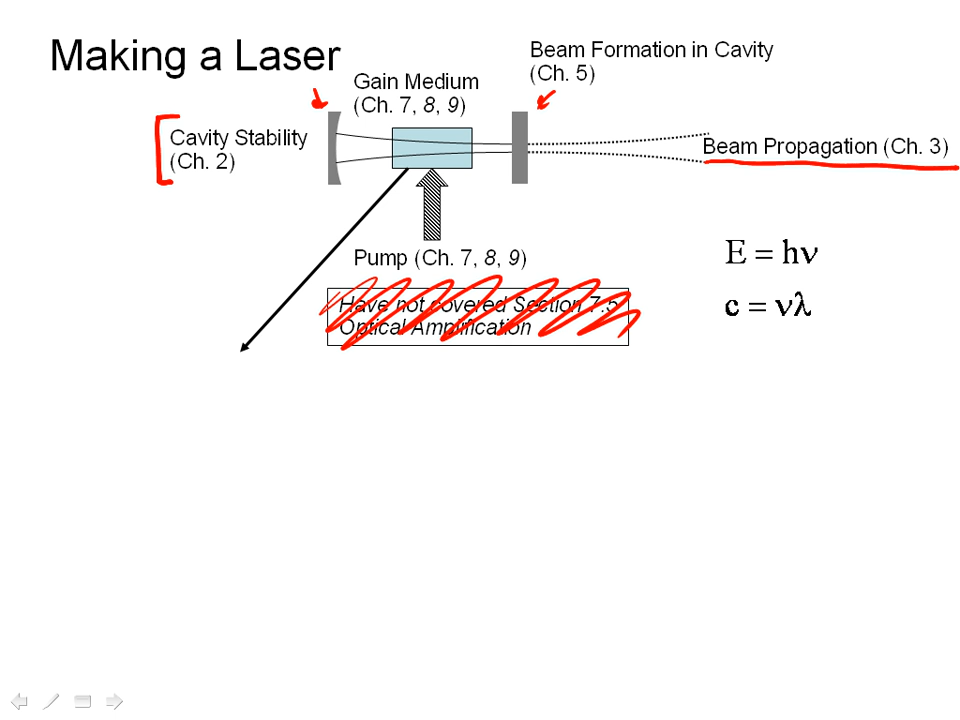 Making a Laser
Beam Formation in Cavity
(Ch. 5)
Gain Medium
(Ch. 7, 8, 9)
Cavity Stability
(Ch. 2)
Beam Propagation (Ch. 3)
Pump (Ch. 7, 8, 9)
E = hν
c = νλ
Have not covered Section 7.5
Optical Amplification